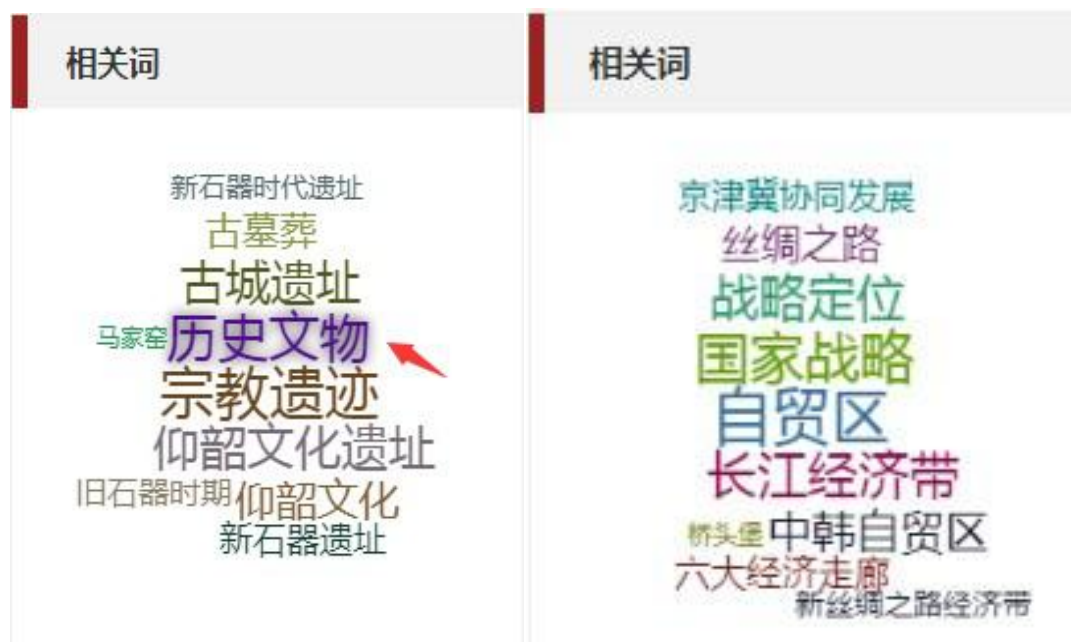 相关词
新石器时代遗址
古墓葬
古城遗址
马家窑 历史文物
宗教遗迹
仰韶文化遗址
旧石器时期 仰韶文化
新石器遗址
相关词
京津冀协同发展
丝绸之路
战略定位
国家战略
自贸区
长江经济带
桥头堡 中韩自贸区
六大经济走廊
新丝绸之路经济带